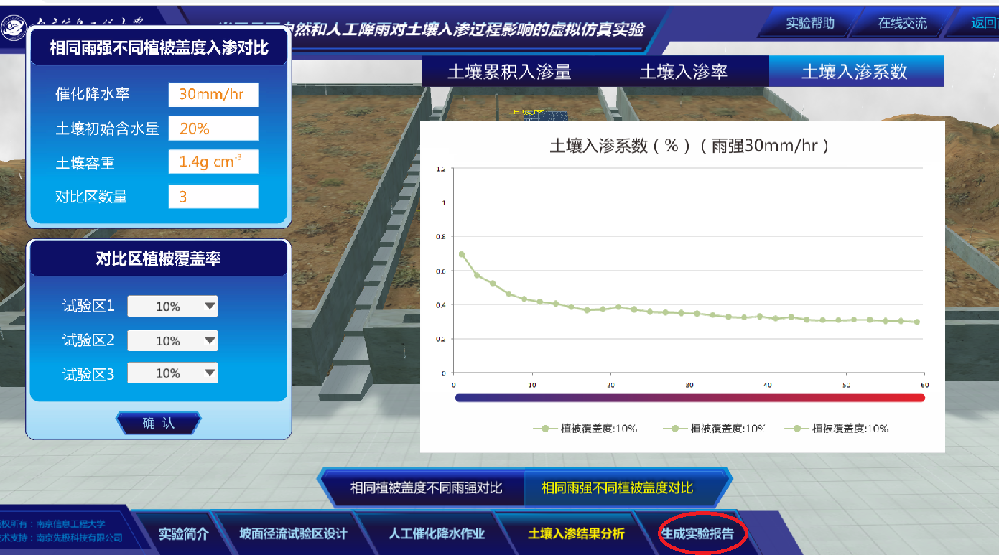 然和人工降雨对土壤入渗过程影响的虚拟仿真实验
实验帮助
在线交流
返回
相同雨强不同植被盖度入渗对比
催化降水率 30mm/hr
土壤初始含水量 20%
土壤容重 1.4g cm-3
对比区数量 3
对比区植被覆盖率
试验区1 10%
试验区2 10%
试验区3 10%
确 认
土壤累积入渗量
土壤入渗率
土壤入渗系数
土壤入渗系数（%）（雨强30mm/hr）
1.2
1
0.8
0.6
0.4
0.2
0
0 10 20 30 40 50 60
植被覆盖度:10% 植被覆盖度:10% 植被覆盖度:10%
相同植被盖度不同雨强对比
相同雨强不同植被盖度对比
权所有：南京信息工程大学
术支持：南京先极科技有限公司
实验简介
坡面径流试验区设计
人工催化降水作业
土壤入渗结果分析
生成实验报告